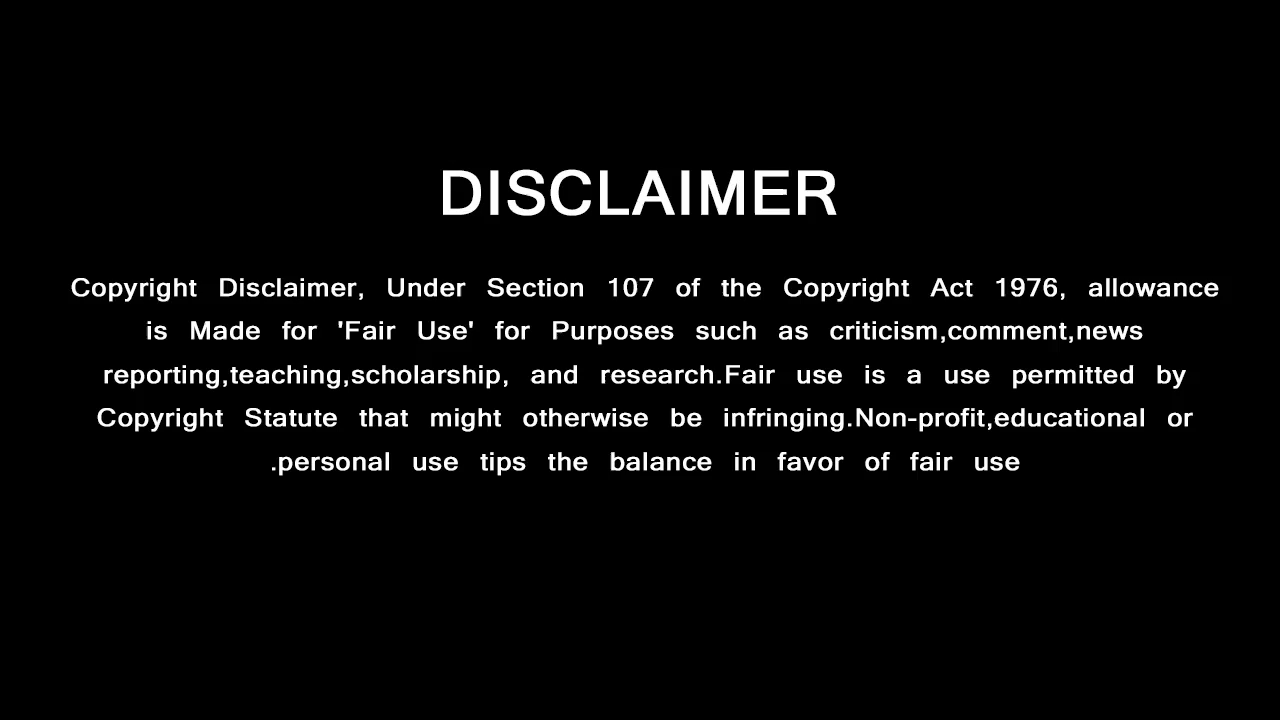 DISCLAIMER
Copyright Disclaimer, Under Section 107 of the Copyright Act 1976, allowance
is Made for 'Fair Use' for Purposes such as criticism,comment,news
reporting,teaching,scholarship, and research.Fair use is a use permitted by
Copyright Statute that might otherwise be infringing.Non-profit,educational or
.personal use tips the balance in favor of fair use